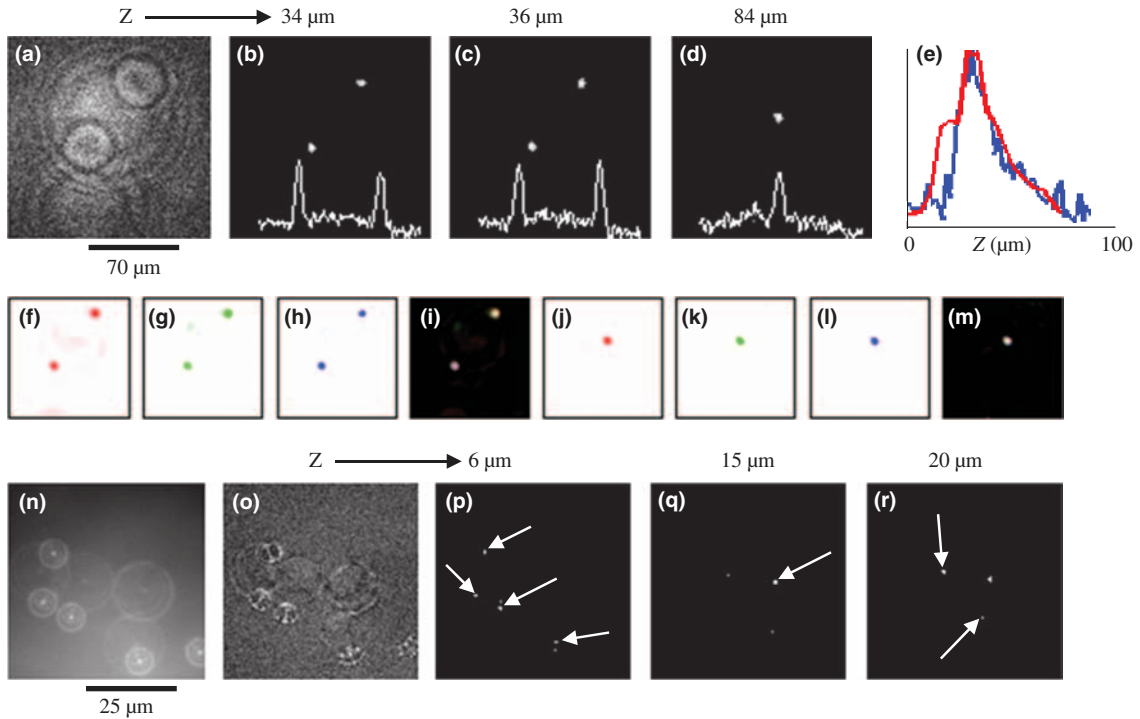 Z 34 µm 36 µm 84 µm
(a) (b) (c) (d) (e)
70 µm
0 Z (µm) 100
(f) (g) (h) (i) (j) (k) (l) (m)
Z 6 µm 15 µm 20 µm
(n) (o) (p) (q) (r)
25 µm